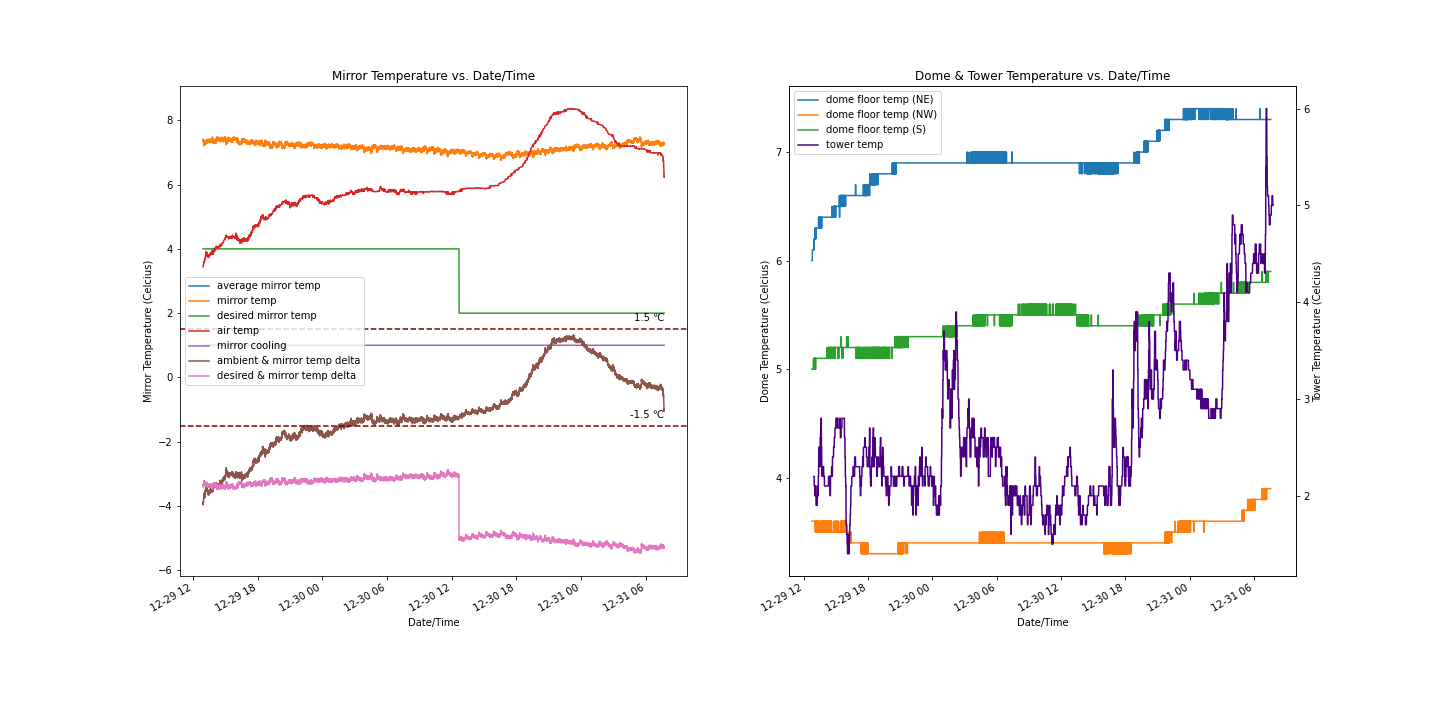 Mirror Temperature vs. Date/Time
Mirror Temperature (Celcius)
8
6
4
2
0
−2
−4
−6
average mirror temp
mirror temp
desired mirror temp
air temp
mirror cooling
ambient & mirror temp delta
desired & mirror temp delta
1.5 °C
-1.5 °C
12-29 12
12-29 18
12-30 00
12-30 06
12-30 12
12-30 18
12-31 00
12-31 06
Date/Time
Dome & Tower Temperature vs. Date/Time
Dome Temperature (Celcius)
7
6
5
4
dome floor temp (NE)
dome floor temp (NW)
dome floor temp (S)
tower temp
6
5
4
3
2
Tower Temperature (Celcius)
12-29 12
12-29 18
12-30 00
12-30 06
12-30 12
12-30 18
12-31 00
12-31 06
Date/Time